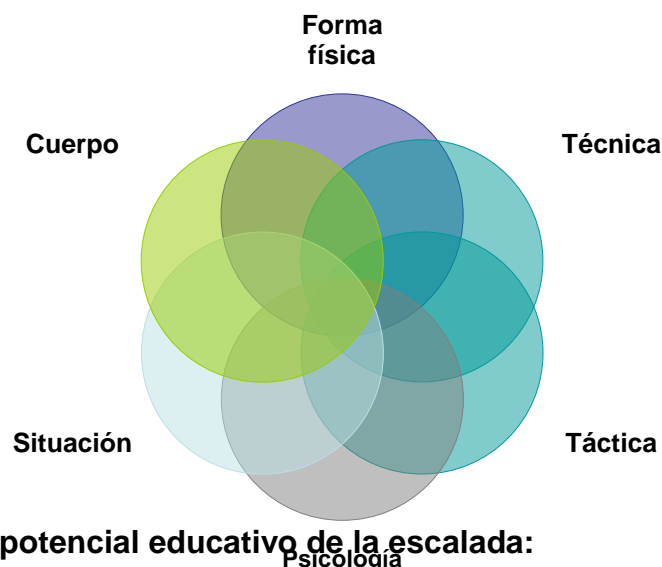 Forma
física
Cuerpo
Técnica
Situación
Táctica
potencial educativo de la escalada:
Psicología